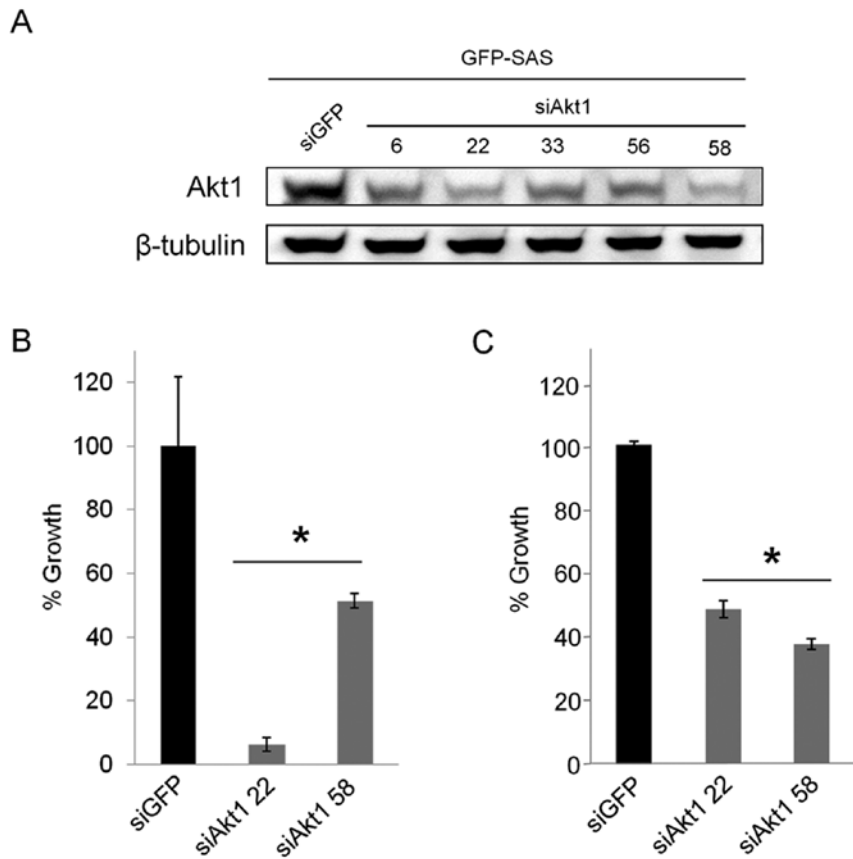 A
GFP-SAS
siGFP
siAkt1
6 22 33 56 58
Akt1
β-tubulin
B
% Growth
120
100
80
60
40
20
0
*
siGFP
siAkt1 22
siAkt1 58
C
% Growth
120
100
80
60
40
20
0
*
siGFP
siAkt1 22
siAkt1 58